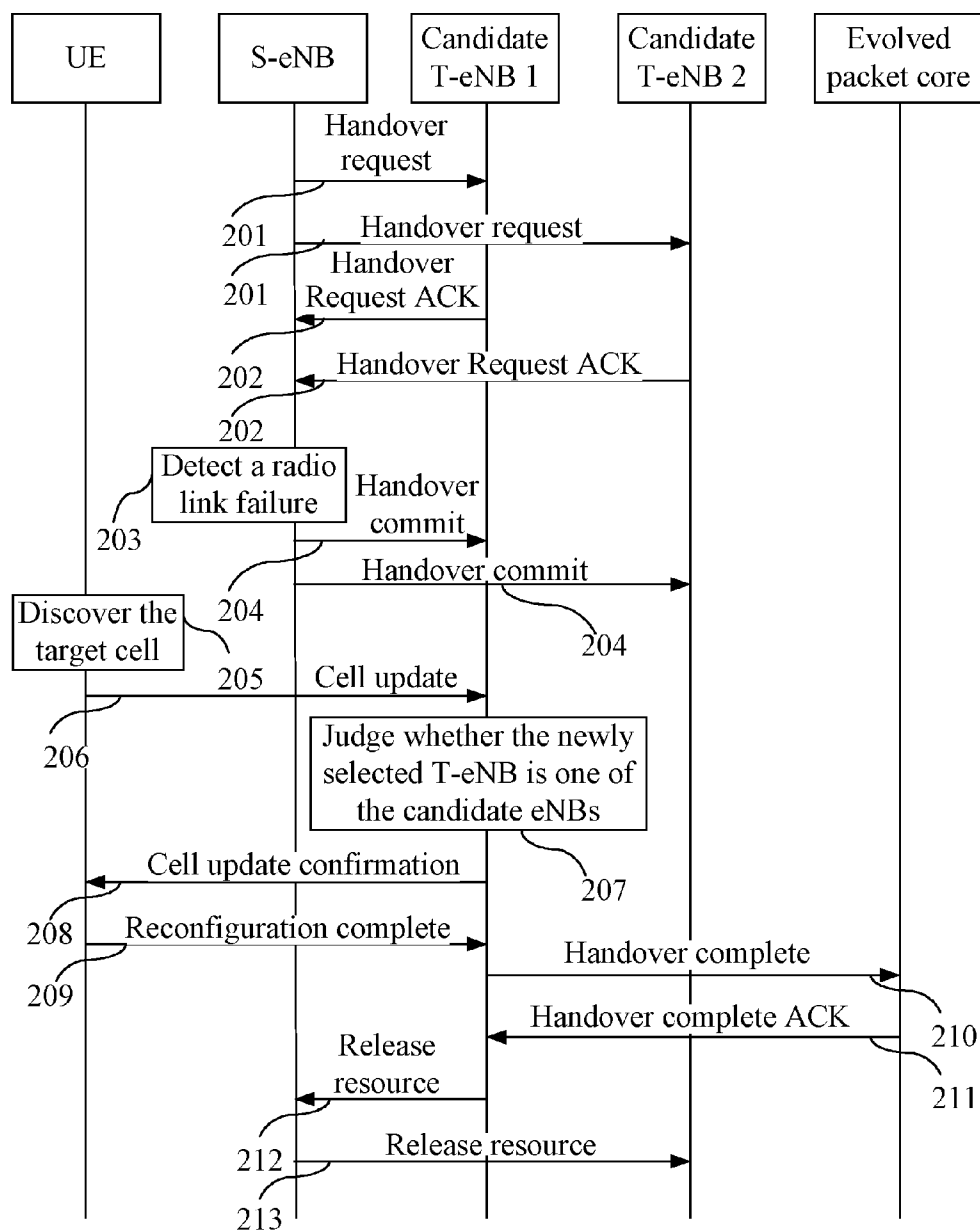 UE
S-eNB
Candidate
T-eNB 1
Candidate
T-eNB 2
Evolved
packet core
Handover
request
201
Handover request
201
Handover
Request ACK
202
Handover Request ACK
202
Detect a radio
link failure
203
Handover
commit
204
Handover commit
204
Discover the
target cell
205
Cell update
206
Judge whether the newly
selected T-eNB is one of
the candidate eNBs
207
Cell update confirmation
208
Reconfiguration complete
209
Handover complete
210
Handover complete ACK
211
Release
resource
212
Release resource
213